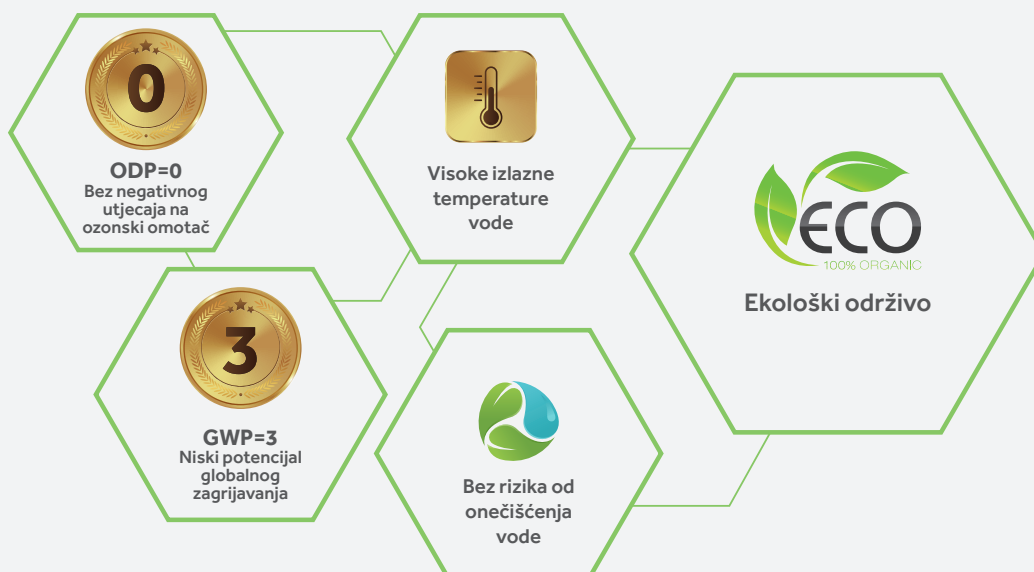 0
ODP=0
Bez negativnog
utjecaja na
ozonski omotač
Visoke izlazne
temperature
vode
ECO
100% ORGANIC
Ekološki održivo
3
GWP=3
Niski potencijal
globalnog
zagrijavanja
Bez rizika od
onečišćenja
vode